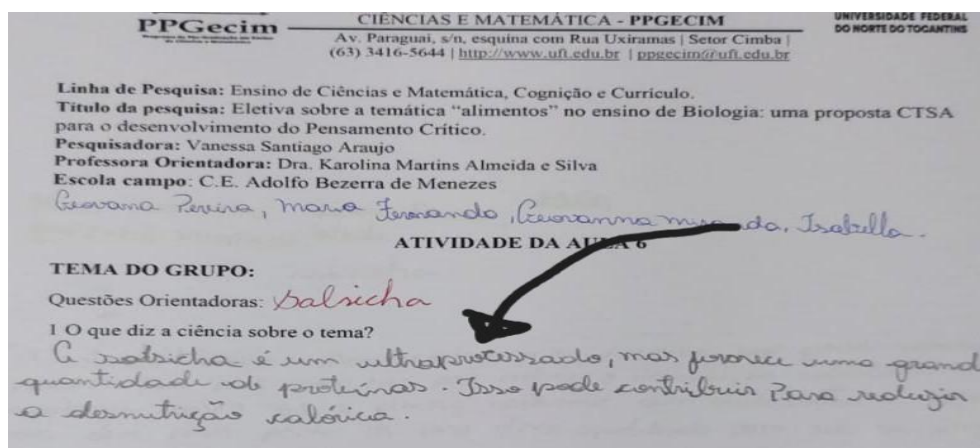 PPGecim
CIÊNCIAS E MATEMÁTICA - PPGECIM
UNIVERSIDADE FEDERAL
DO NORTE DO TOCANTINS
Av. Paraguai, s/n, esquina com Rua Uxiramas | Setor Cimba |
(63) 3416-5644 | http://www.uft.edu.br | ppgecim@uft.edu.br
Linha de Pesquisa: Ensino de Ciências e Matemática, Cognição e Currículo.
Título da pesquisa: Eletiva sobre a temática “alimentos” no ensino de Biologia: uma proposta CTSA
para o desenvolvimento do Pensamento Crítico.
Pesquisadora: Vanessa Santiago Araujo
Professora Orientadora: Dra. Karolina Martins Almeida e Silva
Escola campo: C.E. Adolfo Bezerra de Menezes
Geovana Pereira, Maria Fernanda, Geovanna da, Isabella.
ATIVIDADE DA AULA 6
TEMA DO GRUPO:
Questões Orientadoras: Salsicha
1 O que diz a ciência sobre o tema?
A salsicha é um ultraprocessado, mas fornece uma grand
quantidade de proteínas. Isso pode contribuir Para reduzir
a desnutrição calórica.